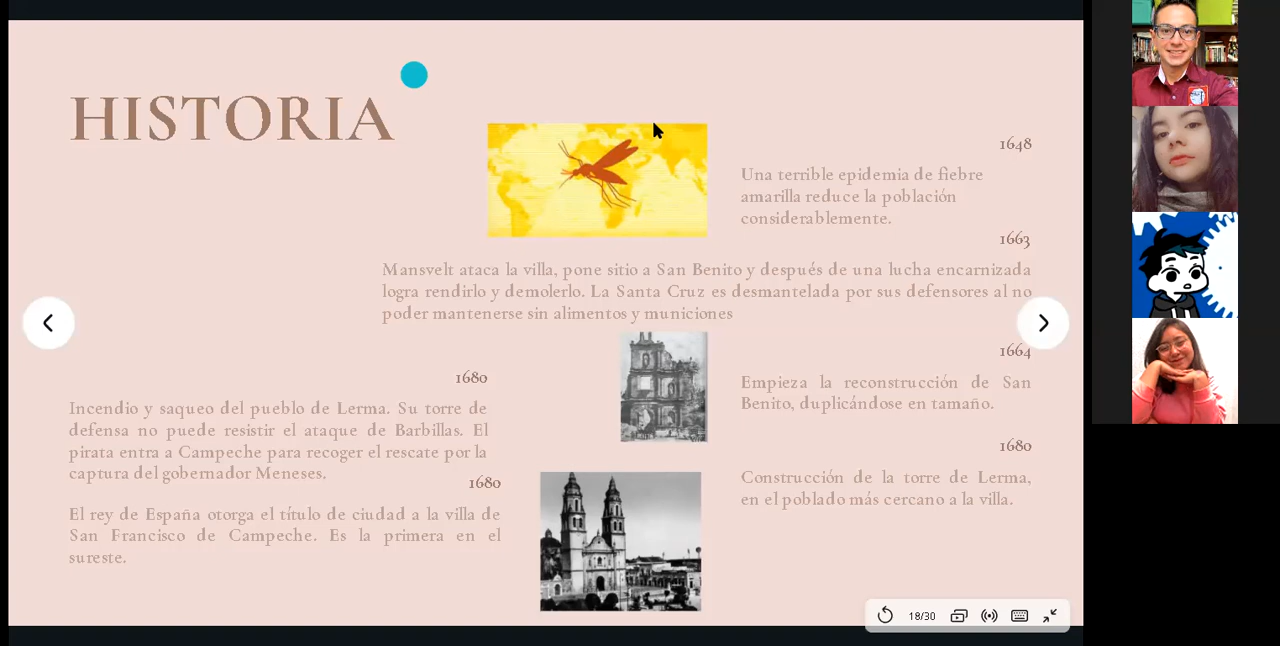 HISTORIA
1648
Una terrible epidemia de fiebre
amarilla reduce la población
considerablemente.
1663
Mansvelt ataca la villa, pone sitio a San Benito y después de una lucha encarnizada
logra rendirlo y demolerlo. La Santa Cruz es desmantelada por sus defensores al no
poder mantenerse sin alimentos y municiones
1664
Empieza la reconstrucción de San
Benito, duplicándose en tamaño.
1680
Construcción de la torre de Lerma,
en el poblado más cercano a la villa.
1680
Incendio y saqueo del pueblo de Lerma. Su torre de
defensa no puede resistir el ataque de Barbillas. El
pirata entra a Campeche para recoger el rescate por la
captura del gobernador Meneses.
1680
El rey de España otorga el título de ciudad a la villa de
San Francisco de Campeche. Es la primera en el
sureste.
18/30